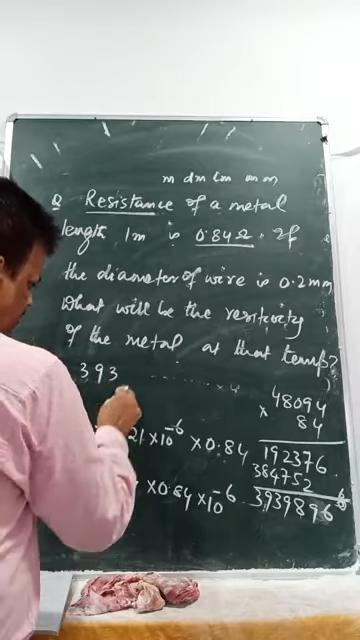 m dm cm mm
Q Resistance of a metal
length 1m is 0.84Ω. If
the diameter of wire is 0.2mm,
What will be the resitivity
of the metal at that temp?
393
48094
× 84
192376
384752
3939896
21 × 10⁻⁶ × 0.84
× 0.84 × 10⁻⁶